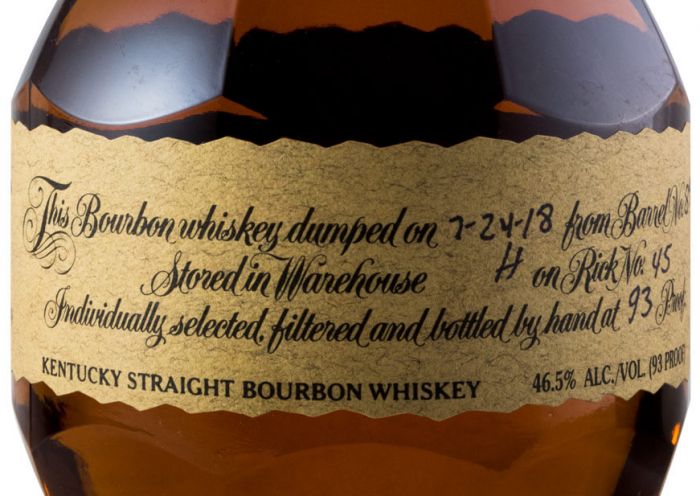 This Bourbon whiskey dumped on 7-24-18 from Barrel No.
Stored in Warehouse H on Rick No. 45
Individually selected, filtered and bottled by hand at 93 Proof.
KENTUCKY STRAIGHT BOURBON WHISKEY 46.5% ALC./VOL. (93 PROOF)